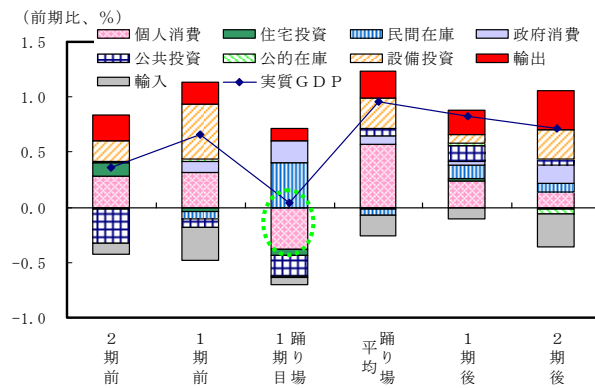 （前期比、%）
個人消費 住宅投資 民間在庫 政府消費
公共投資 公的在庫 設備投資 輸出
輸入 実質ＧＤＰ
1.5
1.0
0.5
0.0
-0.5
-1.0
２期前
１期前
踊り場１期目
踊り場平均
１期後
２期後